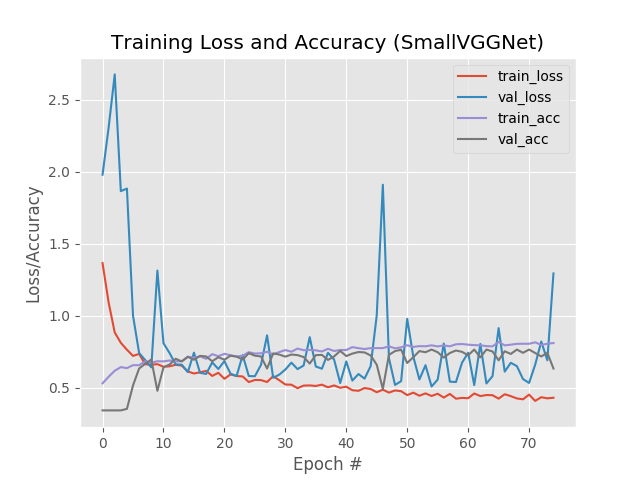 Training Loss and Accuracy (SmallVGGNet)
train_loss
val_loss
train_acc
val_acc
Loss/Accuracy
2.5
2.0
1.5
1.0
0.5
0 10 20 30 40 50 60 70
Epoch #